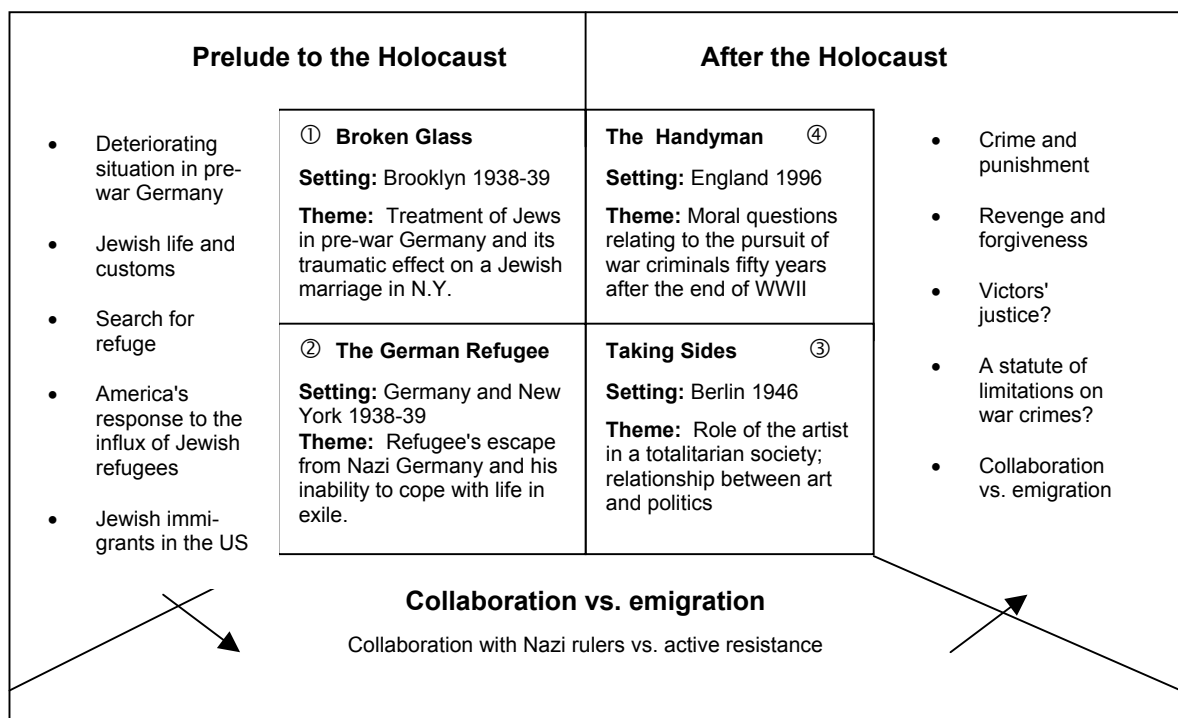 Prelude to the Holocaust
After the Holocaust
• Deteriorating
situation in pre-
war Germany
• Jewish life and
customs
• Search for
refuge
• America's
response to the
influx of Jewish
refugees
• Jewish immi-
grants in the US
① Broken Glass
Setting: Brooklyn 1938-39
Theme: Treatment of Jews
in pre-war Germany and its
traumatic effect on a Jewish
marriage in N.Y.
The Handyman ④
Setting: England 1996
Theme: Moral questions
relating to the pursuit of
war criminals fifty years
after the end of WWII
② The German Refugee
Setting: Germany and New
York 1938-39
Theme: Refugee's escape
from Nazi Germany and his
inability to cope with life in
exile.
Taking Sides ③
Setting: Berlin 1946
Theme: Role of the artist
in a totalitarian society;
relationship between art
and politics
• Crime and
punishment
• Revenge and
forgiveness
• Victors'
justice?
• A statute of
limitations on
war crimes?
• Collaboration
vs. emigration
Collaboration vs. emigration
Collaboration with Nazi rulers vs. active resistance